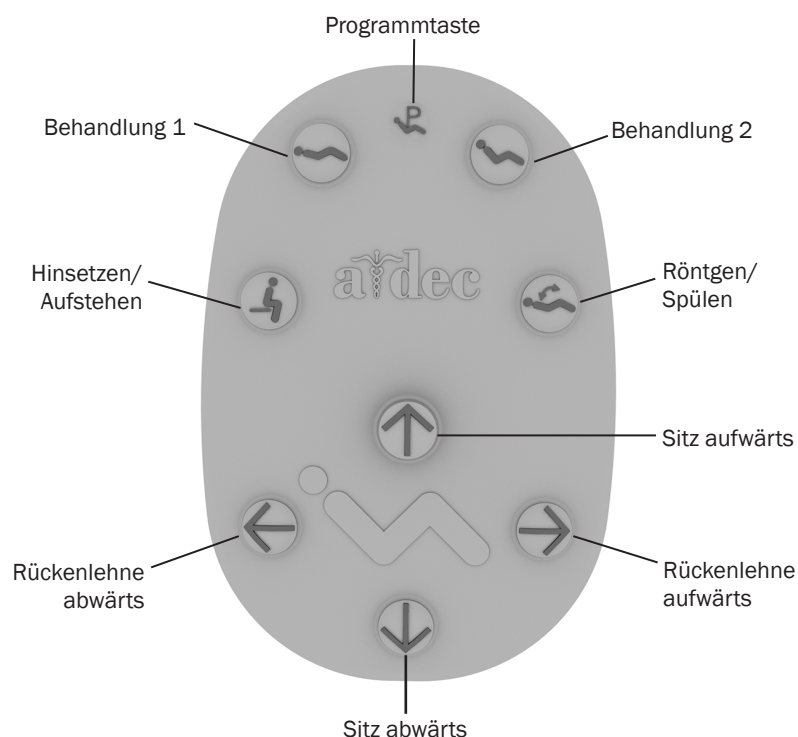 Programmtaste
P
Behandlung 1
Behandlung 2
a dec
Hinsetzen/
Aufstehen
Röntgen/
Spülen
Sitz aufwärts
Rückenlehne
abwärts
Rückenlehne
aufwärts
Sitz abwärts